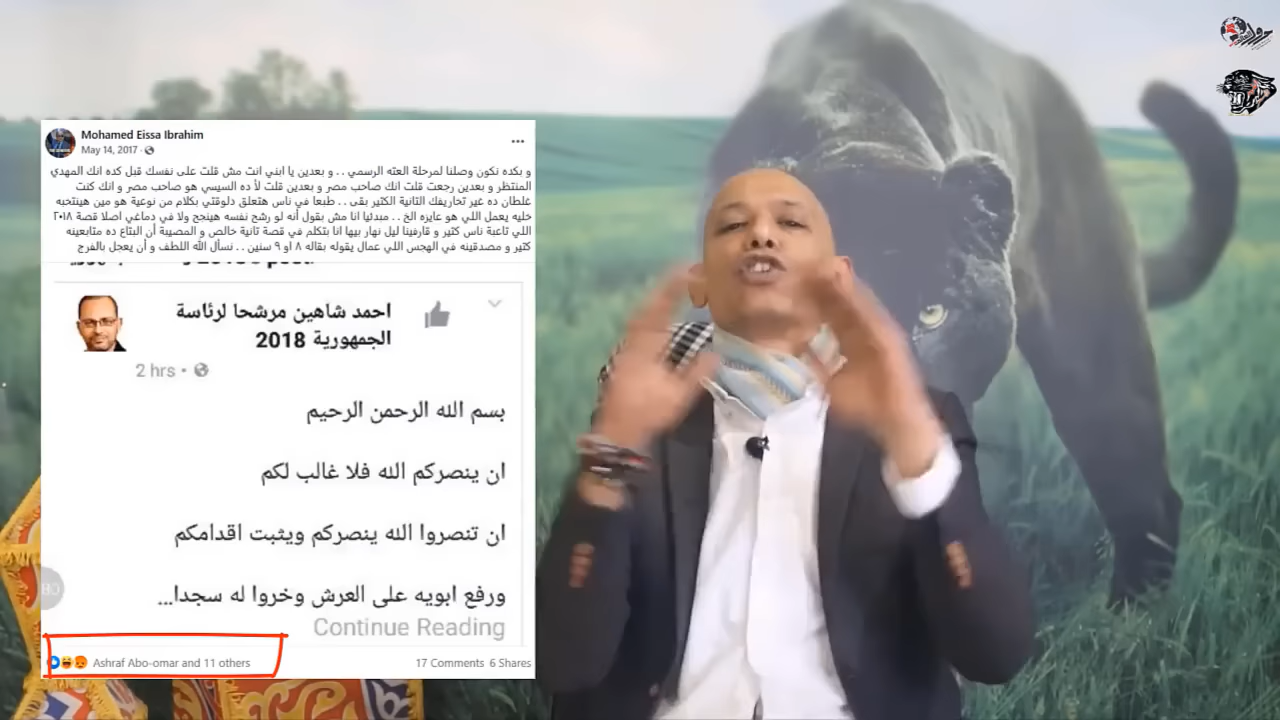 Mohamed Eissa Ibrahim
May 14, 2017
و بكده نكون وصلنا لمرحلة العته الرسمي . . و بعدين يا ابني انت مش قلت على نفسك قبل كده انك المهدي
المنتظر و بعدين رجعت قلت انك صاحب مصر و بعدين قلت لأ ده السيسي هو صاحب مصر و انك كنت
غلطان ده غير تخاريفك التانية الكتير بقى . . طبعا في ناس هتعلق دلوقتي بكلام من نوعية هو مين هينتخبه
خليه يعمل اللي هو عايزه الخ . . مبدئيا انا مش بقول أنه لو رشح نفسه هينجح ولا في دماغي اصلا قصة ٢٠١٨
اللي تاعبة ناس كتير و قارفينا ليل نهار بيها انا بتكلم في قصة تانية خالص و المصيبة أن البتاع ده متابعينه
كتير و مصدقينه في الهجس اللي عمال يقوله بقاله ٨ او ٩ سنين . . نسأل الله اللطف و أن يعجل بالفرج
احمد شاهين مرشحا لرئاسة
الجمهورية 2018
2 hrs
بسم الله الرحمن الرحيم
ان ينصركم الله فلا غالب لكم
ان تنصروا الله ينصركم ويثبت اقدامكم
ورفع ابويه على العرش وخروا له سجدا...
Continue Reading
Ashraf Abo-omar and 11 others
17 Comments 6 Shares